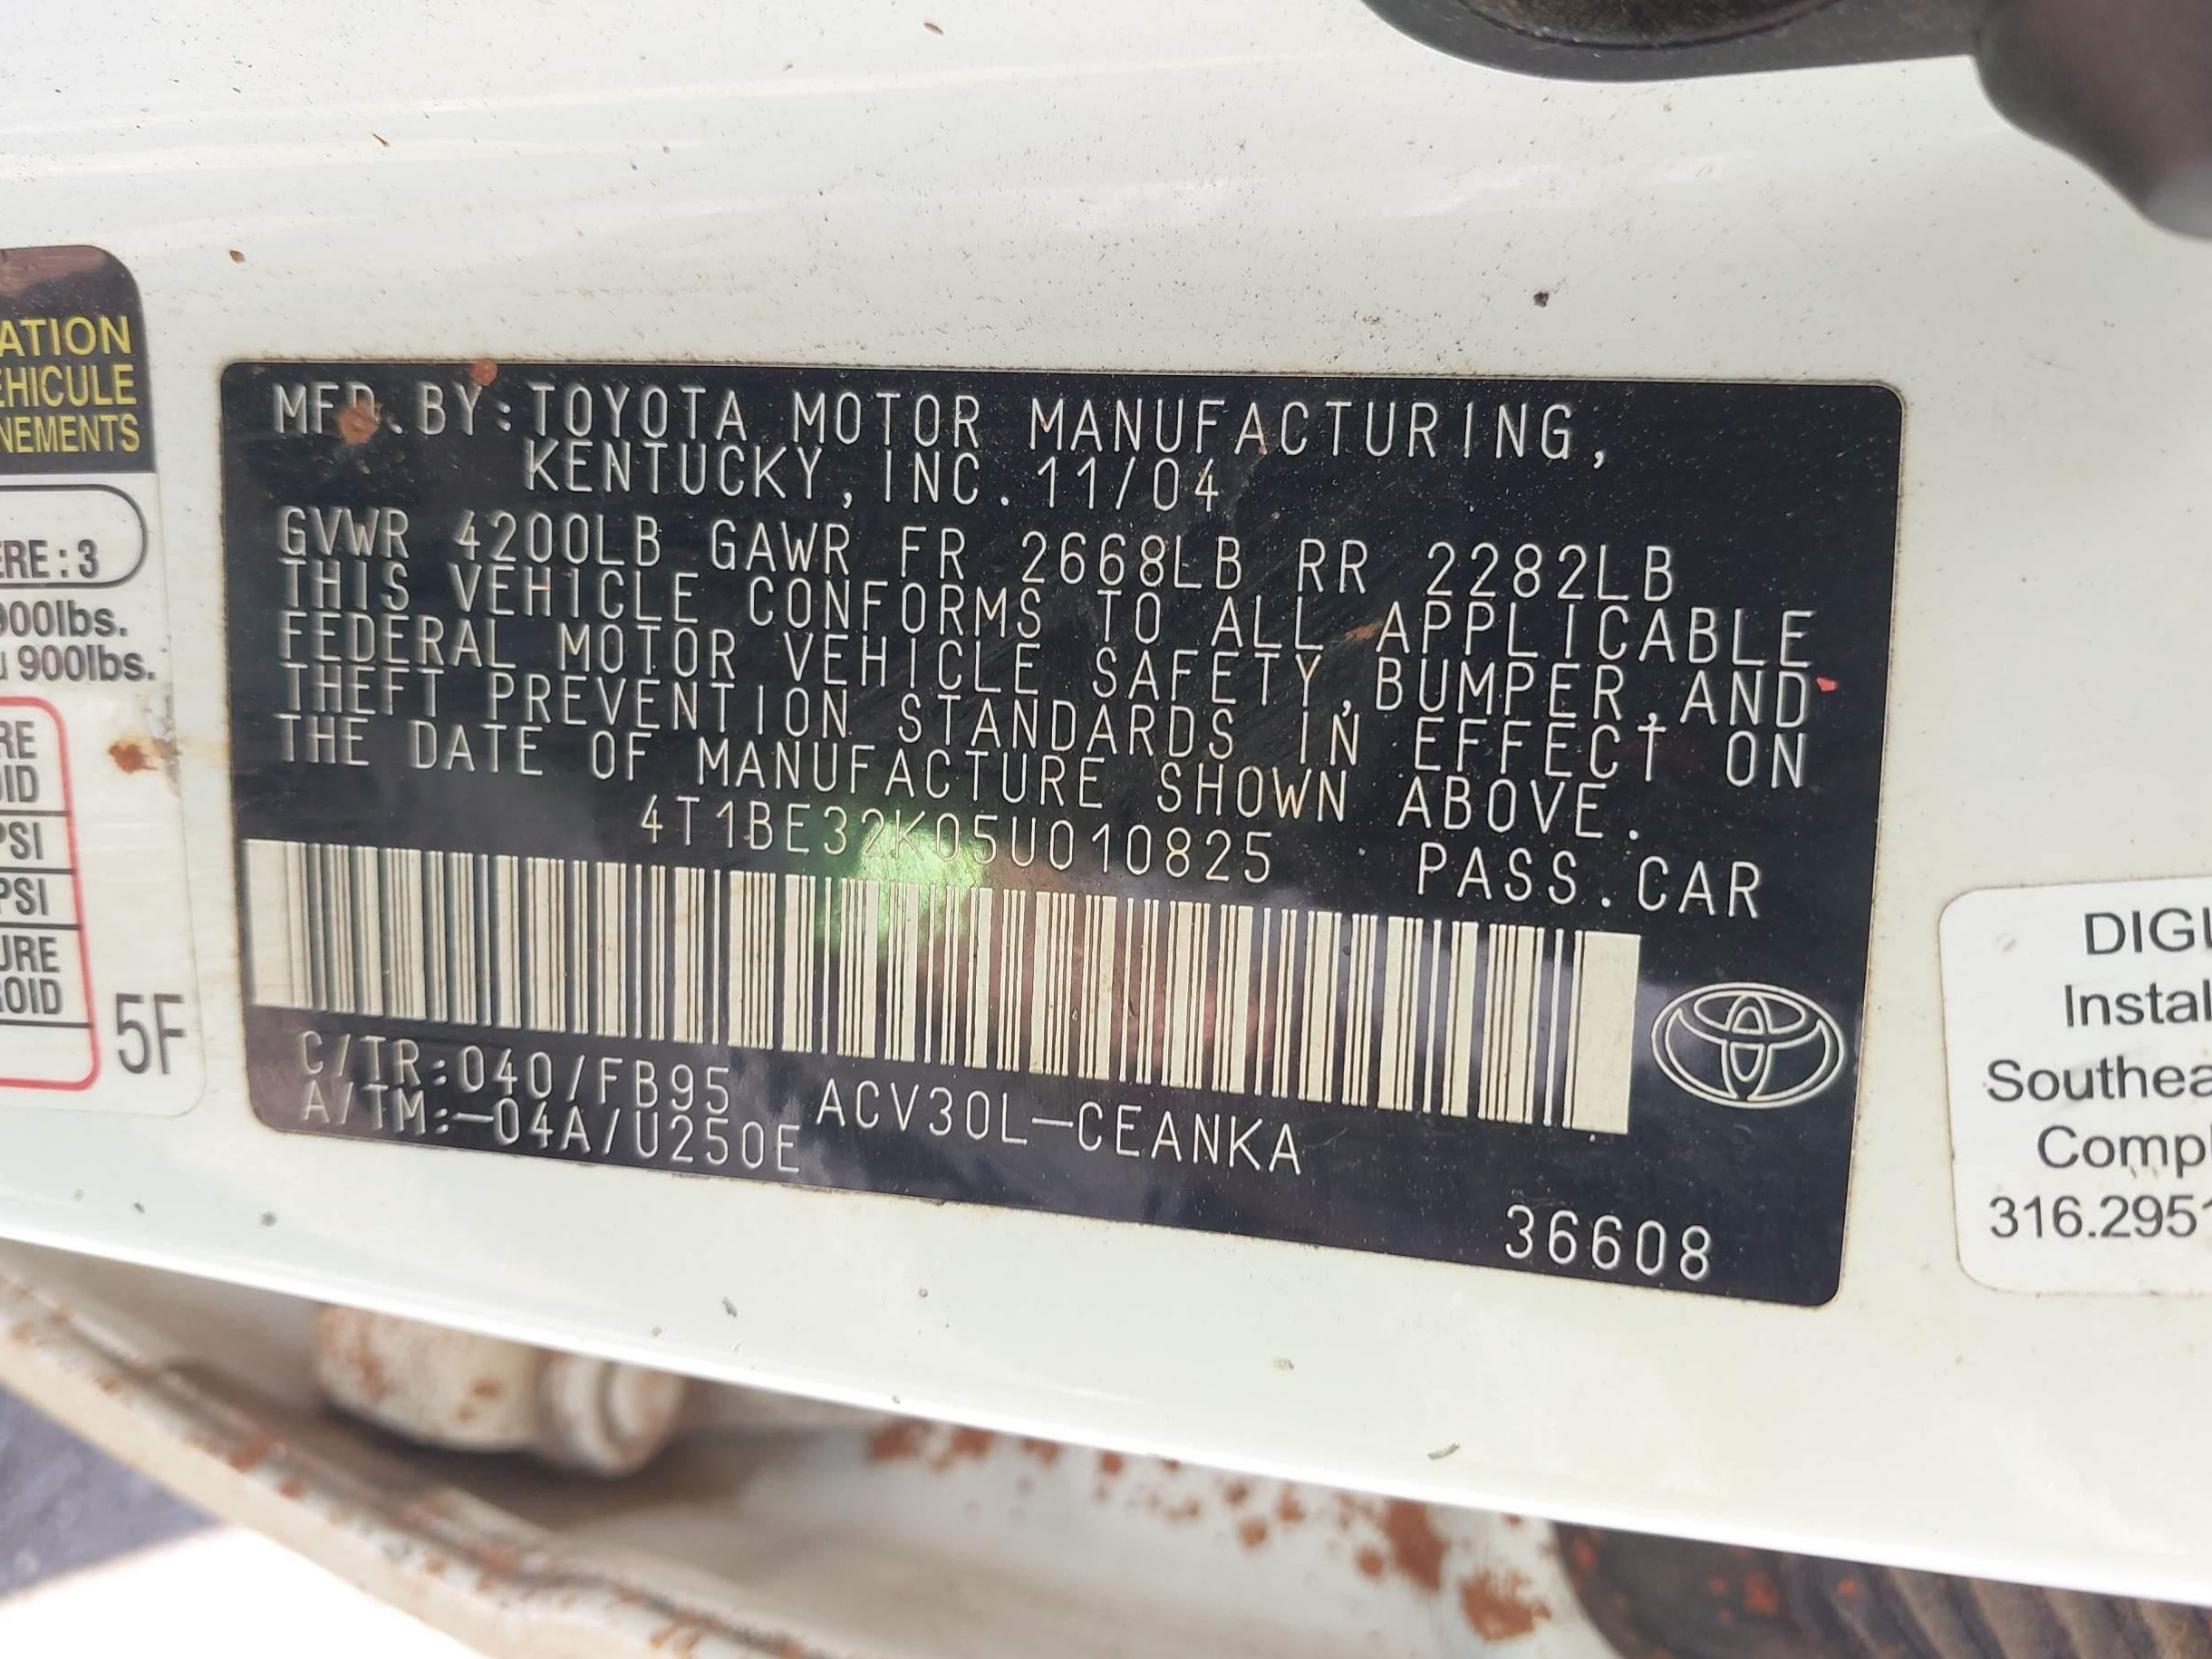 ATION
EHICULE
NEMENTS
ERE : 3
900lbs.
u 900lbs.
RE
OID
PSI
PSI
URE
OID
5F
MFD.BY:TOYOTA MOTOR MANUFACTURING,
KENTUCKY, INC. 11/04
GVWR 4200LB GAWR FR 2668LB RR 2282LB
THIS VEHICLE CONFORMS TO ALL APPLICABLE
FEDERAL MOTOR VEHICLE SAFETY,BUMPER,AND
THEFT PREVENTION STANDARDS IN EFFECT ON
THE DATE OF MANUFACTURE SHOWN ABOVE.
4T1BE32K05U010825 PASS.CAR
C/TR:040/FB95 ACV30L-CEANKA
A/TM:-04A/U250E
36608
DIGI
Instal
Southea
Compl
316.2951